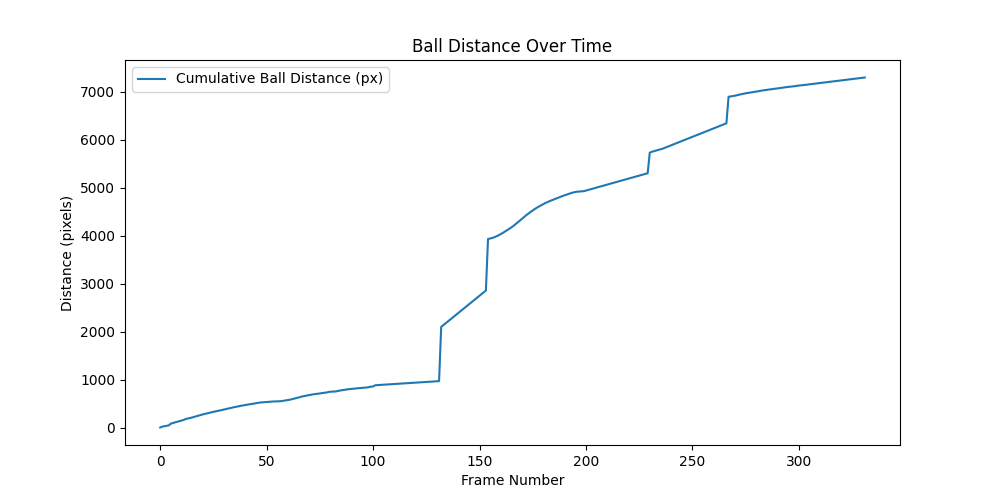 Ball Distance Over Time
Cumulative Ball Distance (px)
Distance (pixels)
7000
6000
5000
4000
3000
2000
1000
0
0 50 100 150 200 250 300
Frame Number